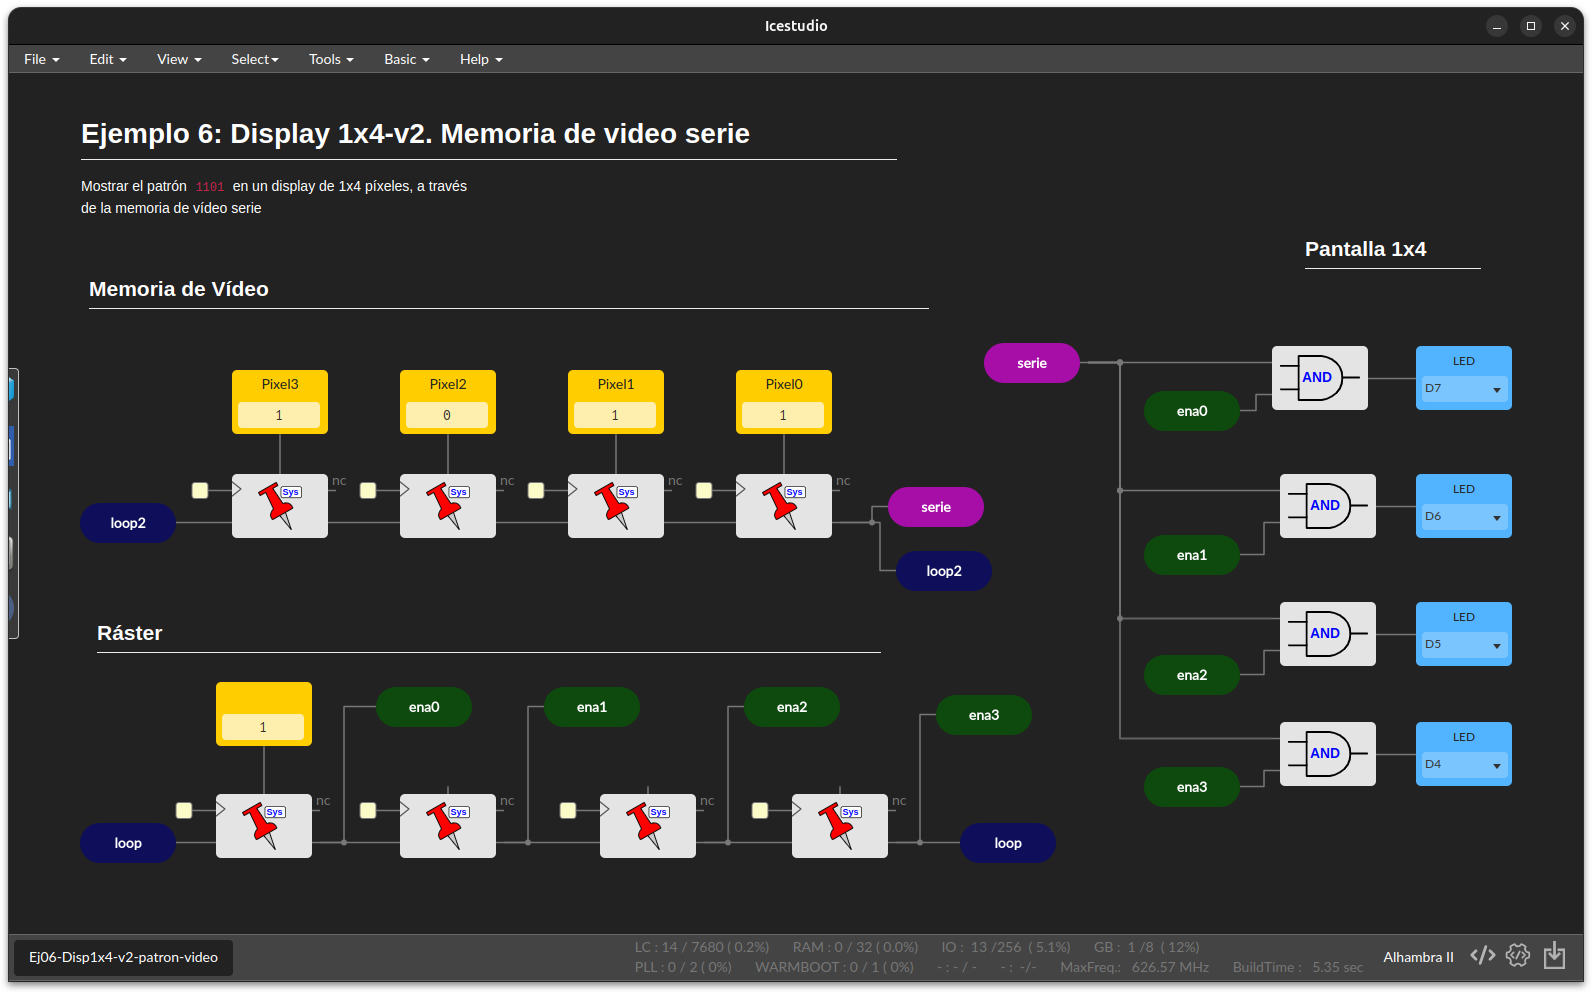 Icestudio
File Edit View Select Tools Basic Help
Ejemplo 6: Display 1x4-v2. Memoria de video serie
Mostrar el patrón 1101 en un display de 1x4 píxeles, a través
de la memoria de vídeo serie
Pantalla 1x4
Memoria de Vídeo
serie
AND
LED
D7
ena0
Pixel3
1
Pixel2
0
Pixel1
1
Pixel0
1
Sys nc
Sys nc
Sys nc
Sys nc
loop2
serie
loop2
AND
LED
D6
ena1
Ráster
AND
LED
D5
ena2
1
ena0
ena1
ena2
ena3
AND
LED
D4
ena3
Sys nc
Sys nc
Sys nc
Sys nc
loop
loop
Ej06-Disp1x4-v2-patron-video
LC : 14 / 7680 ( 0.2%) RAM : 0 / 32 ( 0.0%) IO : 13 /256 ( 5.1%) GB : 1 /8 ( 12%)
PLL : 0 / 2 ( 0%) WARMBOOT : 0 / 1 ( 0%) - : - / - - : -/- MaxFreq.: 626.57 MHz BuildTime : 5.35 sec
Alhambra II